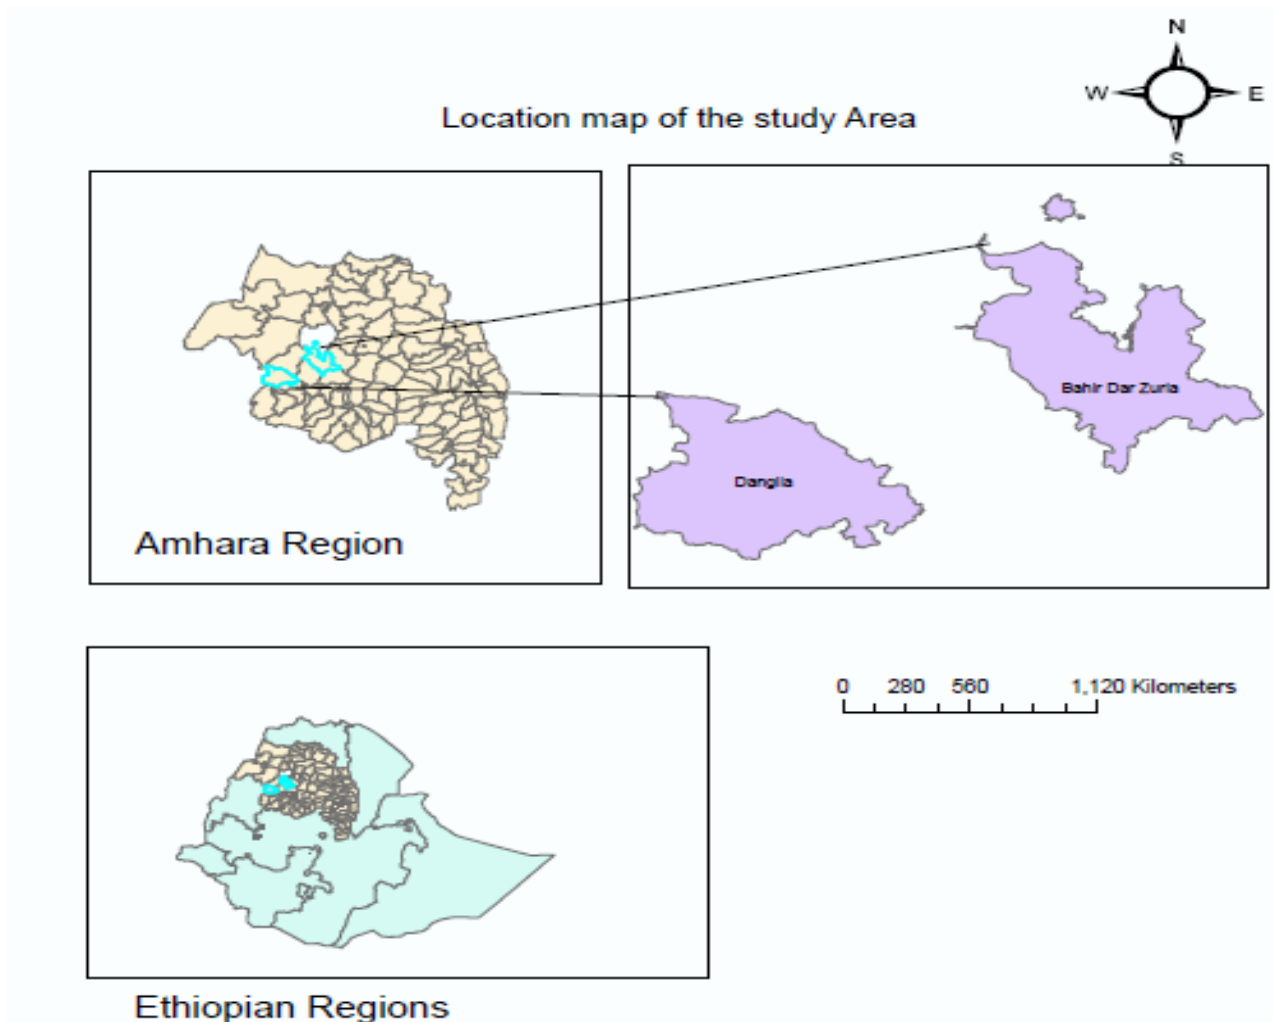 N
W E
S
Location map of the study Area
Bahir Dar Zuria
Dangila
Amhara Region
0 280 560 1,120 Kilometers
Ethiopian Regions